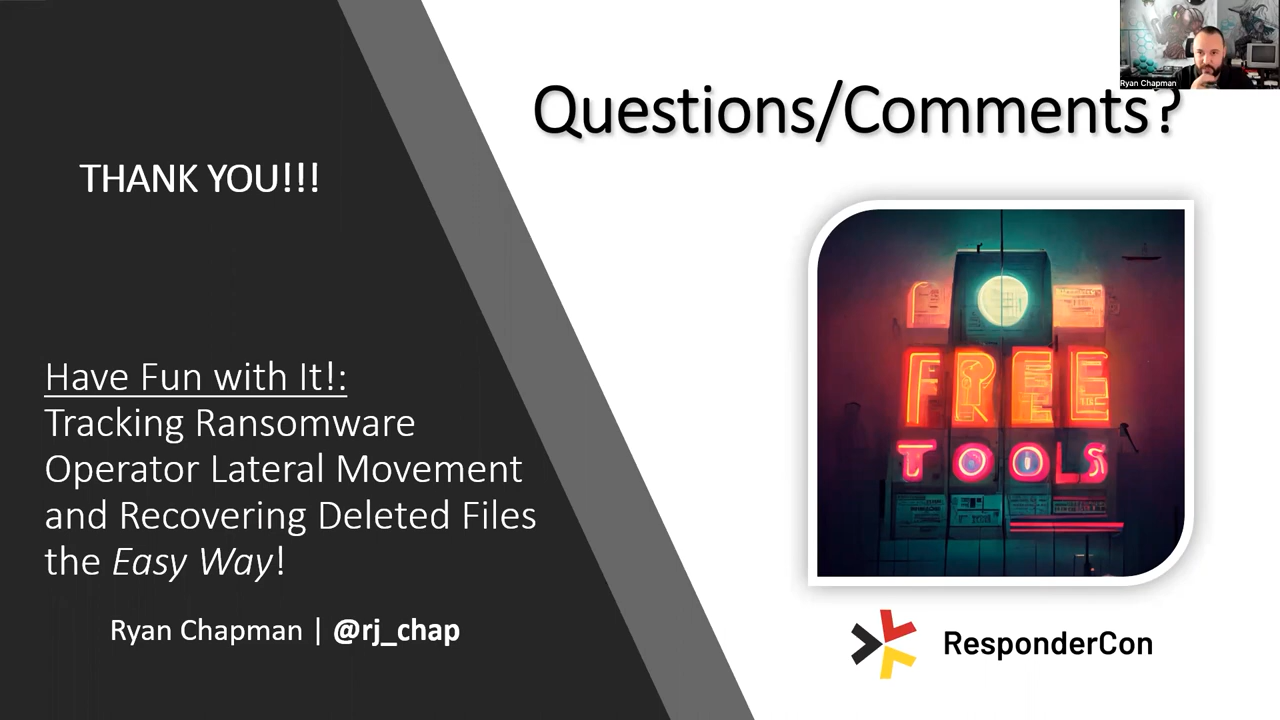 Ryan Chapman
Questions/Comments?
THANK YOU!!!
FREE
TOOLS
Have Fun with It!:
Tracking Ransomware
Operator Lateral Movement
and Recovering Deleted Files
the Easy Way!
Ryan Chapman | @rj_chap
ResponderCon